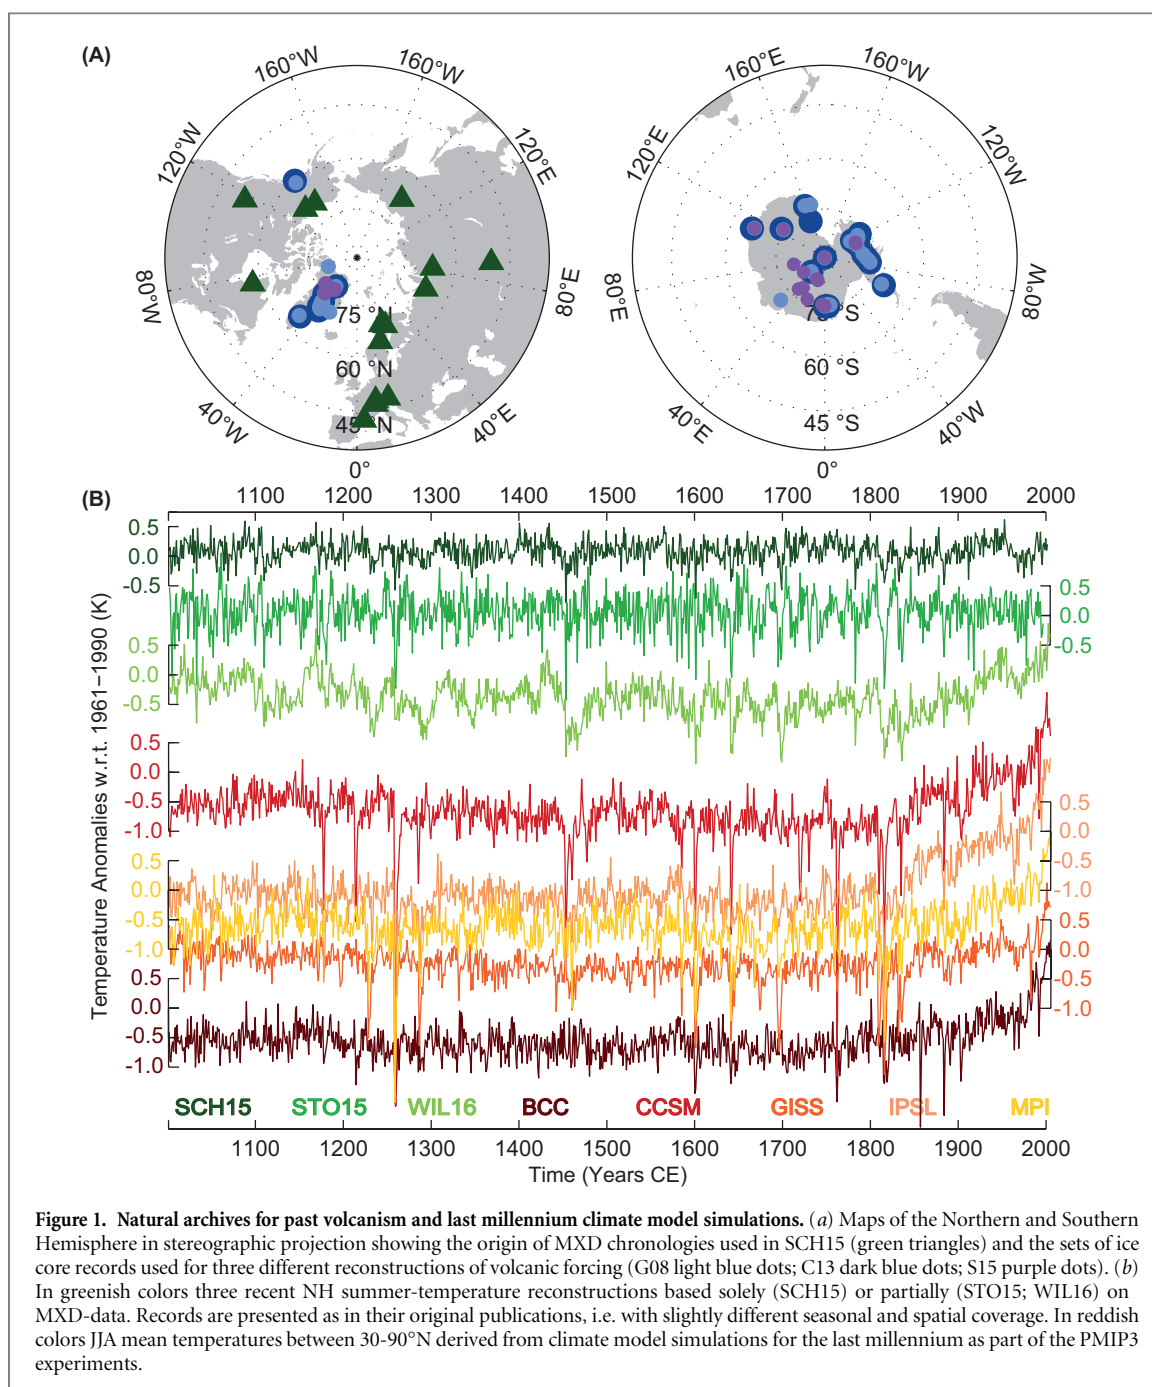 (A)
160°W
160°W
120°W
120°E
80°W
80°E
75 °N
60 °N
45 °N
40°W
40°E
0°
160°E
160°W
120°E
120°W
80°E
80°W
75 °S
60 °S
45 °S
40°E
40°W
0°
(B)
1100 1200 1300 1400 1500 1600 1700 1800 1900 2000
Temperature Anomalies w.r.t. 1961–1990 (K)
0.5
0.0
-0.5
0.5
0.0
-0.5
0.5
0.0
-0.5
0.5
0.0
-0.5
-1.0
0.5
0.0
-0.5
-1.0
0.5
0.0
-0.5
-1.0
0.5
0.0
-0.5
-1.0
0.5
0.0
-0.5
-1.0
SCH15 STO15 WIL16 BCC CCSM GISS IPSL MPI
1100 1200 1300 1400 1500 1600 1700 1800 1900 2000
Time (Years CE)
Figure 1. Natural archives for past volcanism and last millennium climate model simulations. (a) Maps of the Northern and Southern
Hemisphere in stereographic projection showing the origin of MXD chronologies used in SCH15 (green triangles) and the sets of ice
core records used for three different reconstructions of volcanic forcing (G08 light blue dots; C13 dark blue dots; S15 purple dots). (b)
In greenish colors three recent NH summer-temperature reconstructions based solely (SCH15) or partially (STO15; WIL16) on
MXD-data. Records are presented as in their original publications, i.e. with slightly different seasonal and spatial coverage. In reddish
colors JJA mean temperatures between 30-90°N derived from climate model simulations for the last millennium as part of the PMIP3
experiments.